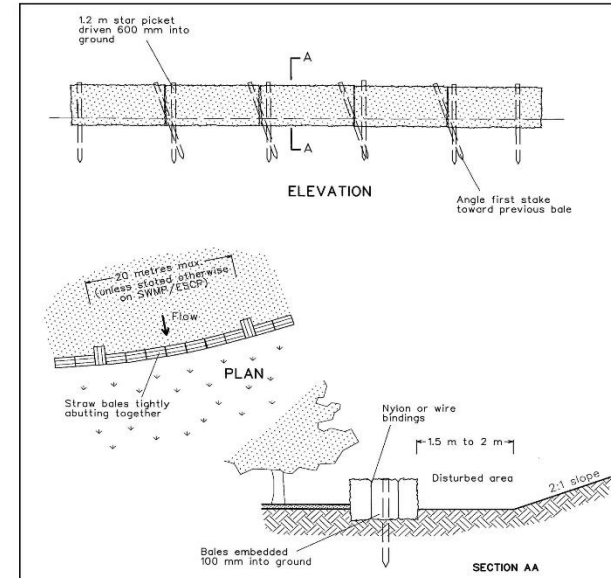 1.2 m star picket
driven 600 mm into
ground
A
A
ELEVATION
Angle first stake
toward previous bale
20 metres max.
(unless stated otherwise
on SWMP/ESCP)
Flow
Straw bales tightly
abutting together
PLAN
Nylon or wire
bindings
1.5 m to 2 m
Disturbed area
2:1 slope
Bales embedded
100 mm into ground
SECTION AA